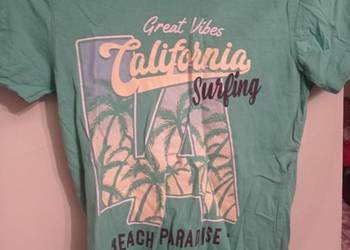 Great Vibes
California
Surfing
LA
BEACH PARADISE